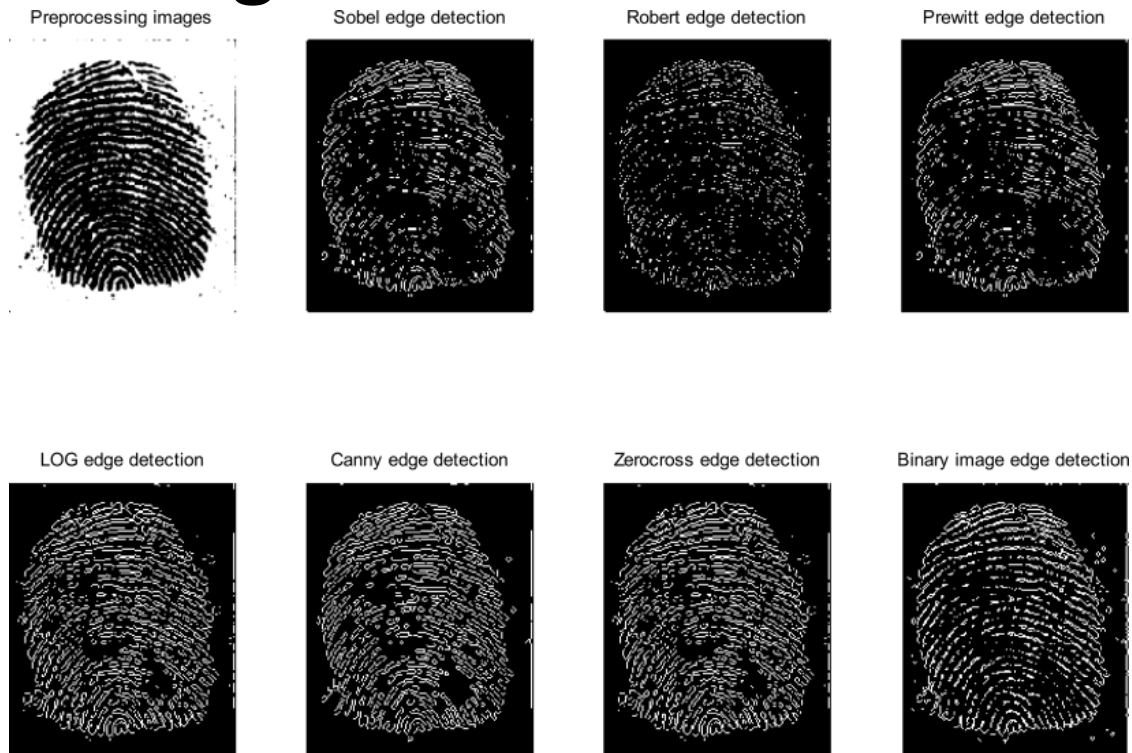 Preprocessing images
Sobel edge detection
Robert edge detection
Prewitt edge detection
LOG edge detection
Canny edge detection
Zerocross edge detection
Binary image edge detection